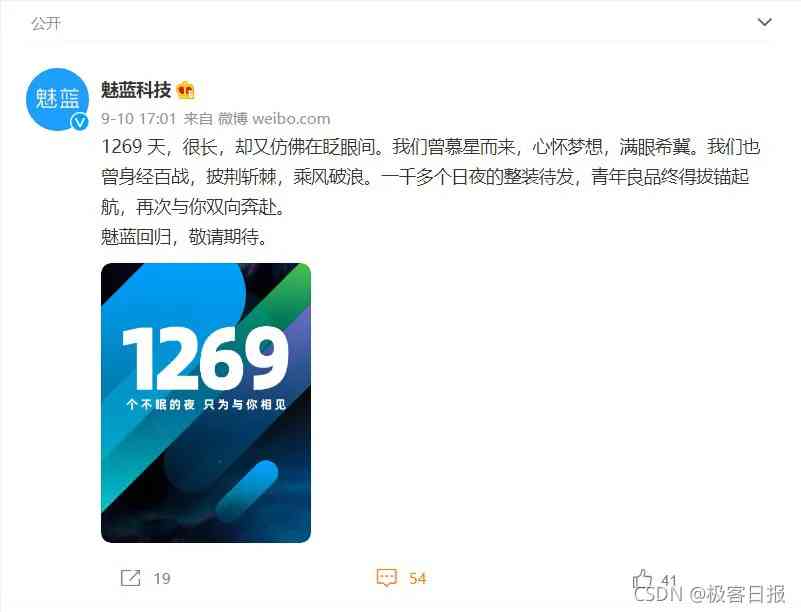 公开
魅蓝
魅蓝科技
9-10 17:01 来自 微博 weibo.com
1269 天，很长，却又仿佛在眨眼间。我们曾慕星而来，心怀梦想，满眼希冀。我们也
曾身经百战，披荆斩棘，乘风破浪。一千多个日夜的整装待发，青年良品终得拔锚起
航，再次与你双向奔赴。
魅蓝回归，敬请期待。
1269
个不眠的夜 只为与你相见
19
54
41
CSDN @极客日报